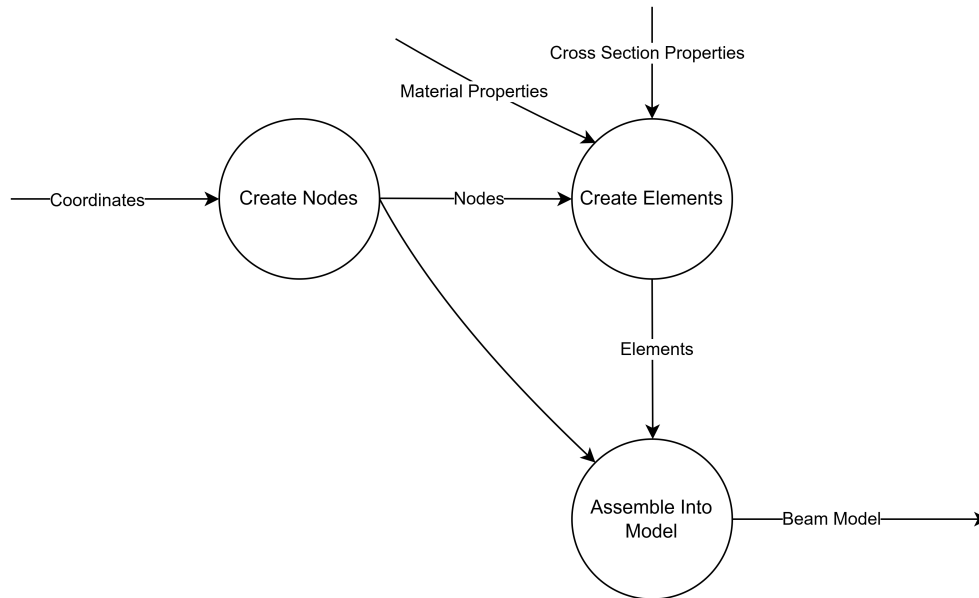 Cross Section Properties
Material Properties
Coordinates
Create Nodes
Nodes
Create Elements
Elements
Assemble Into
Model
Beam Model